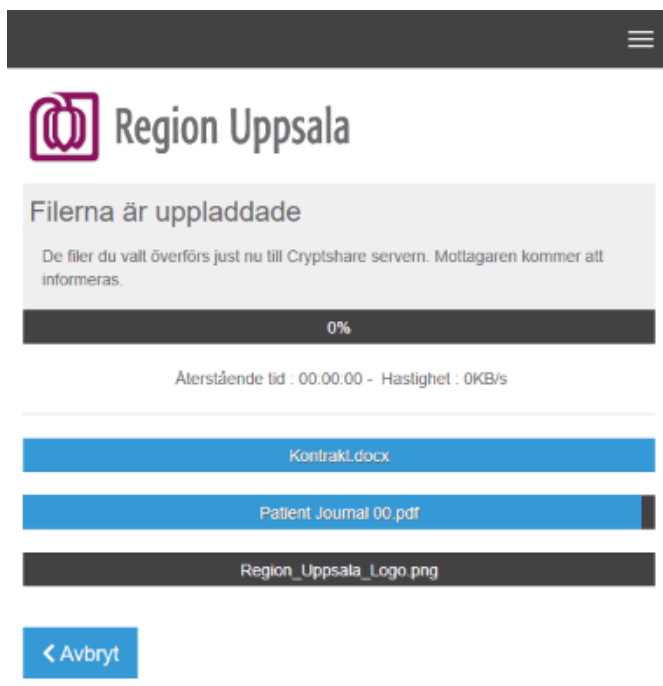 Region Uppsala
Filerna är uppladdade
De filer du valt överförs just nu till Cryptshare servern. Mottagaren kommer att
informeras.
0%
Återstående tid : 00:00:00 - Hastighet : 0KB/s
Kontrakt.docx
Patient Journal 00.pdf
Region_Uppsala_Logo.png
Avbryt